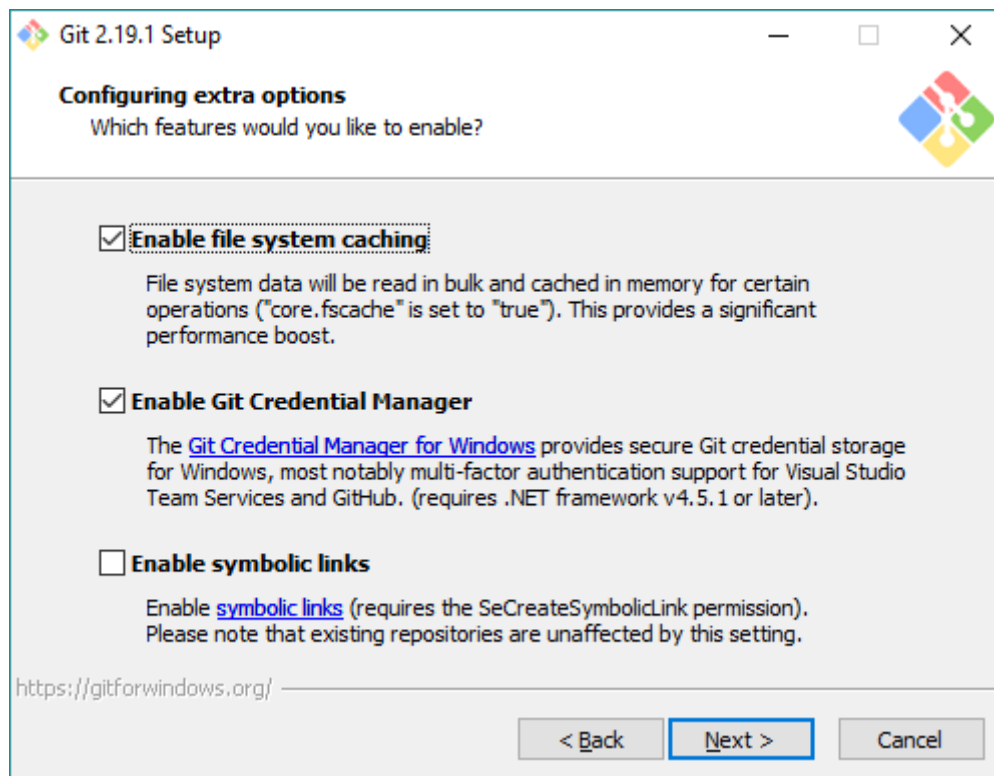 Git 2.19.1 Setup
Configuring extra options
Which features would you like to enable?
Enable file system caching
File system data will be read in bulk and cached in memory for certain
operations ("core.fscache" is set to "true"). This provides a significant
performance boost.
Enable Git Credential Manager
The Git Credential Manager for Windows provides secure Git credential storage
for Windows, most notably multi-factor authentication support for Visual Studio
Team Services and GitHub. (requires .NET framework v4.5.1 or later).
Enable symbolic links
Enable symbolic links (requires the SeCreateSymbolicLink permission).
Please note that existing repositories are unaffected by this setting.
https://gitforwindows.org/
< Back Next > Cancel